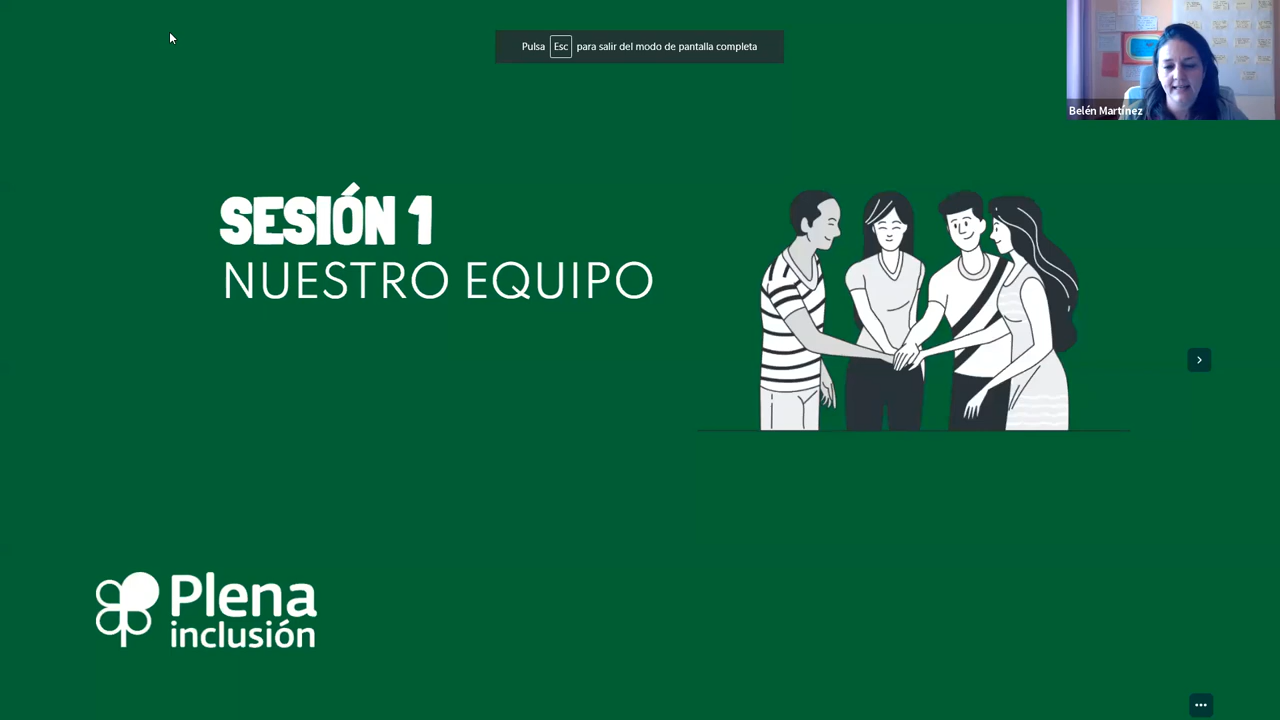 Pulsa Esc para salir del modo de pantalla completa
Belén Martínez
SESIÓN 1
NUESTRO EQUIPO
Plena
inclusión